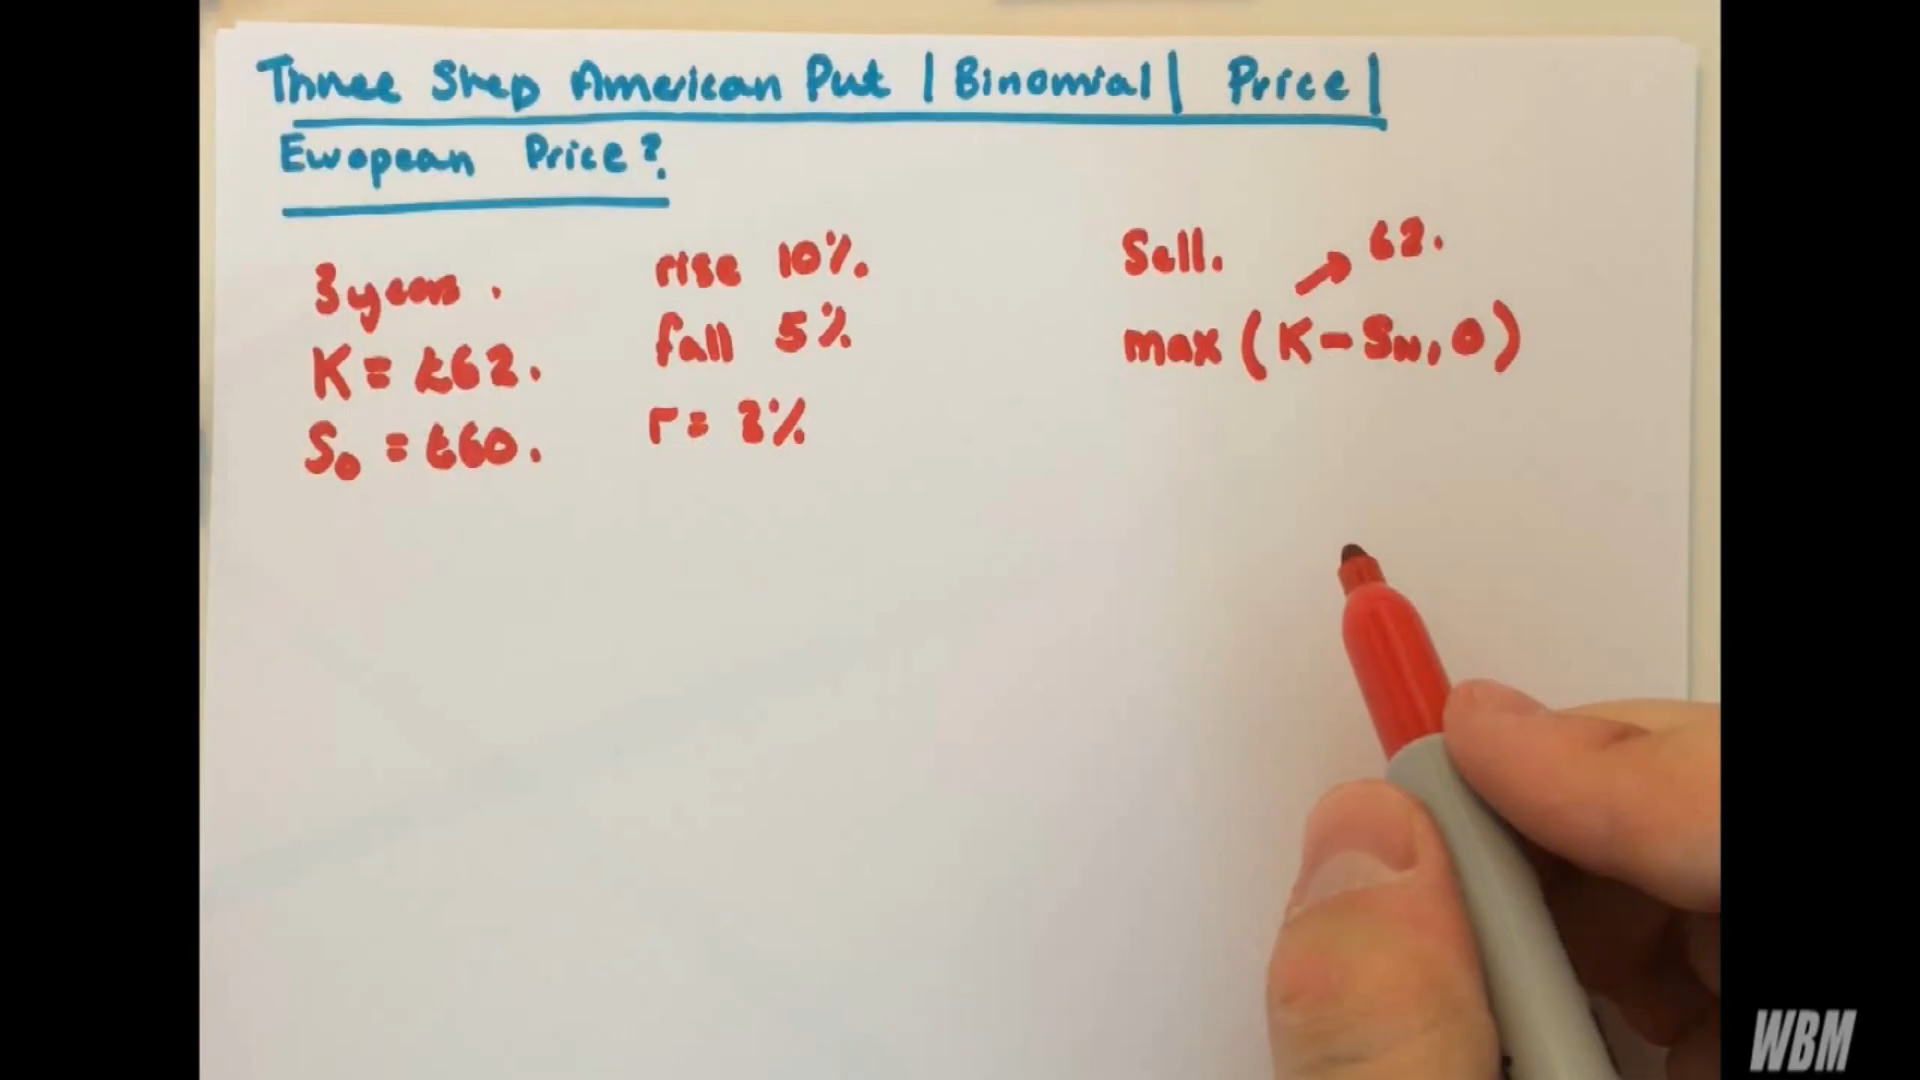 Three Step American Put | Binomial | Price |
European Price?
3 years.
K = £62.
S0 = £60.
rise 10%.
fall 5%
r = 2%
Sell.
62.
max (K - SN, 0)
WBM